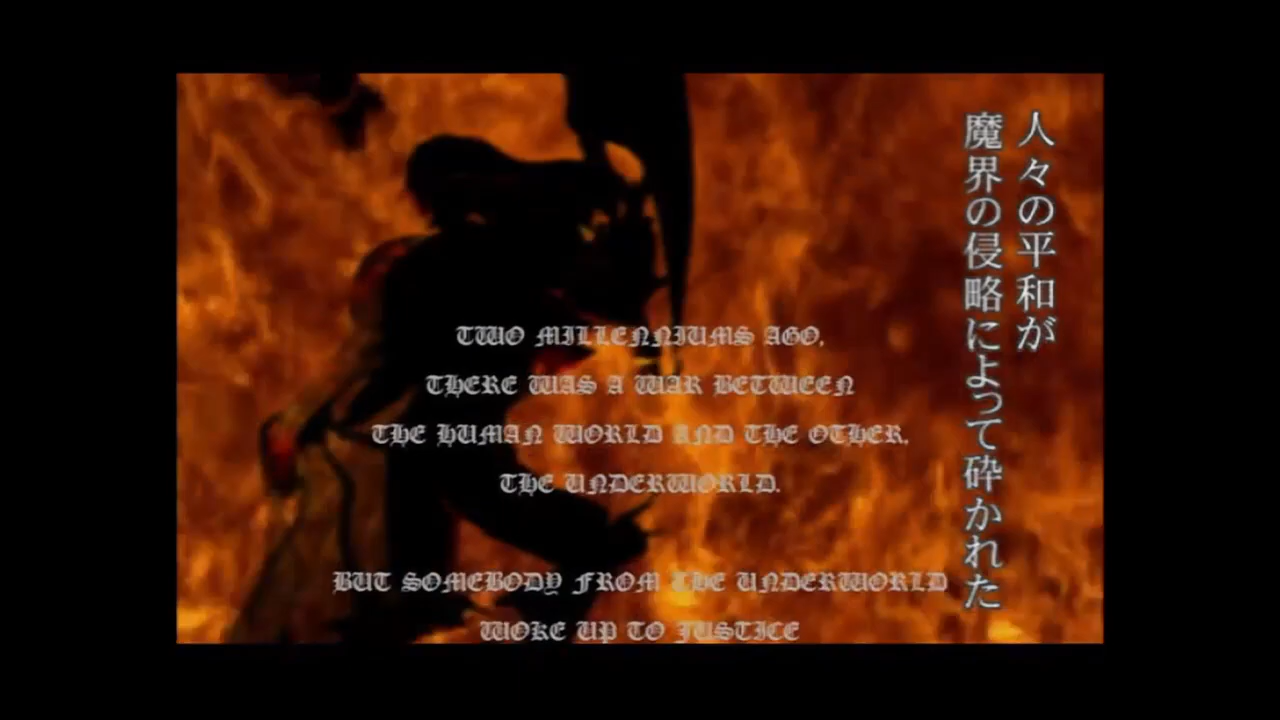 人々の平和が
魔界の侵略によって砕かれた
TWO MILLENNIUMS AGO,
THERE WAS A WAR BETWEEN
THE HUMAN WORLD AND THE OTHER,
THE UNDERWORLD.
BUT SOMEBODY FROM THE UNDERWORLD
WOKE UP TO JUSTICE